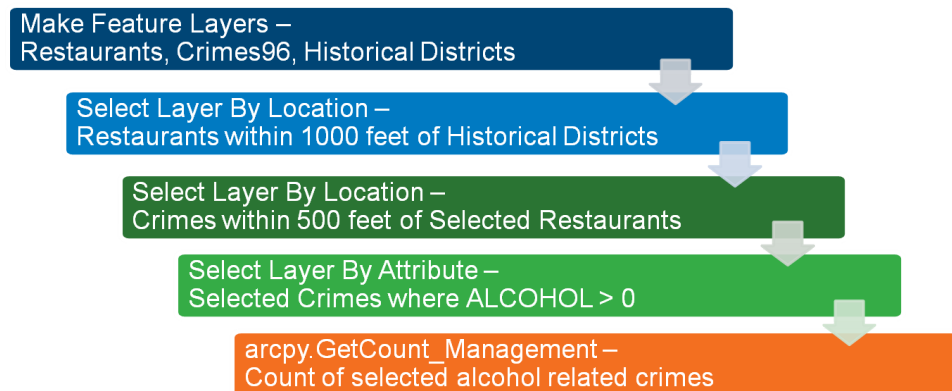 Make Feature Layers –
Restaurants, Crimes96, Historical Districts
Select Layer By Location –
Restaurants within 1000 feet of Historical Districts
Select Layer By Location –
Crimes within 500 feet of Selected Restaurants
Select Layer By Attribute –
Selected Crimes where ALCOHOL > 0
arcpy.GetCount_Management –
Count of selected alcohol related crimes